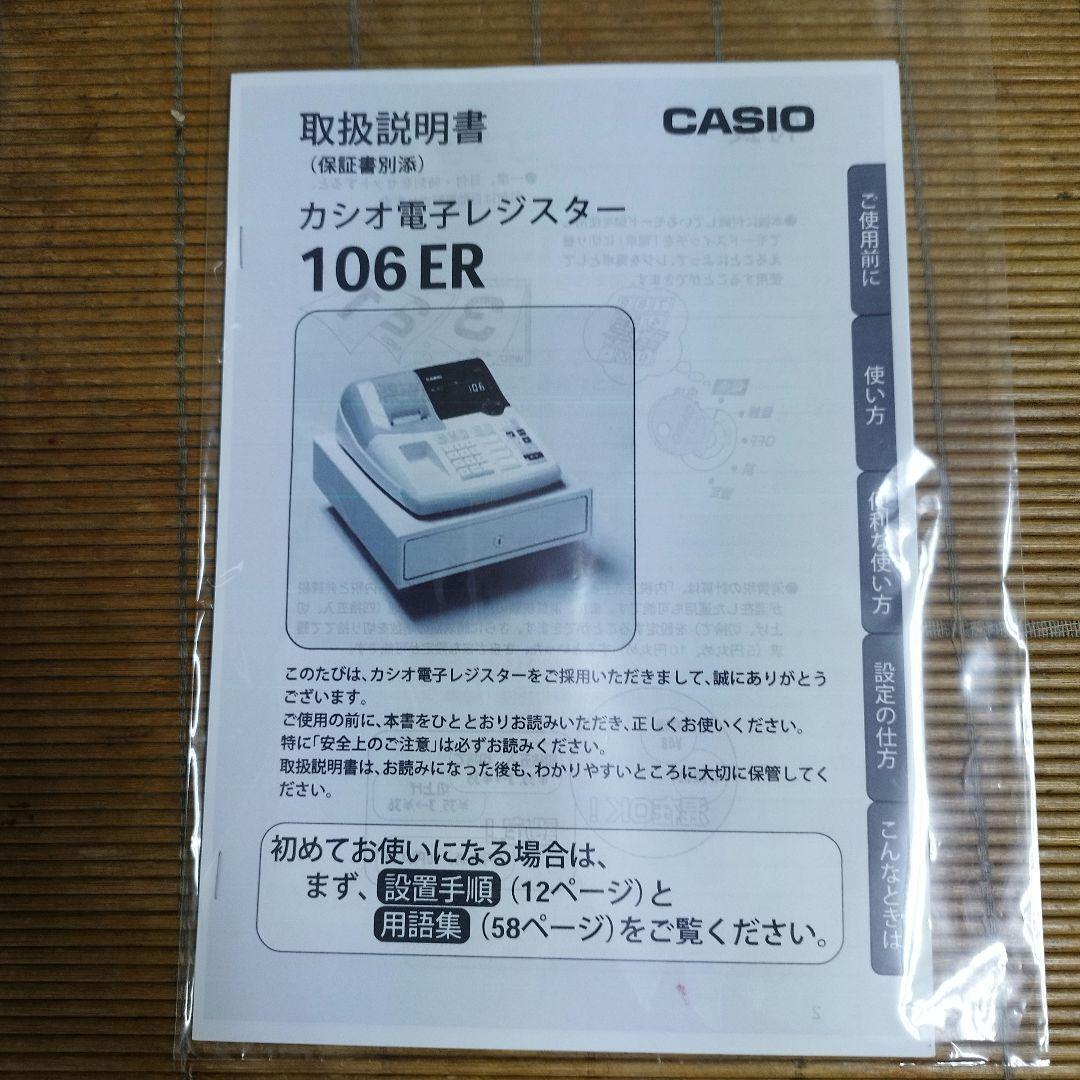 取扱説明書
(保証書別添)
CASIO
カシオ電子レジスター
106ER
CASIO
106
ご使用前に
使い方
便利な使い方
設定の仕方
こんなときは
このたびは、カシオ電子レジスターをご採用いただきまして、誠にありがとう
ございます。
ご使用の前に、本書をひととおりお読みいただき、正しくお使いください。
特に「安全上のご注意」は必ずお読みください。
取扱説明書は、お読みになった後も、わかりやすいところに大切に保管してく
ださい。
初めてお使いになる場合は、
まず、設置手順(12ページ)と
用語集(58ページ)をご覧ください。